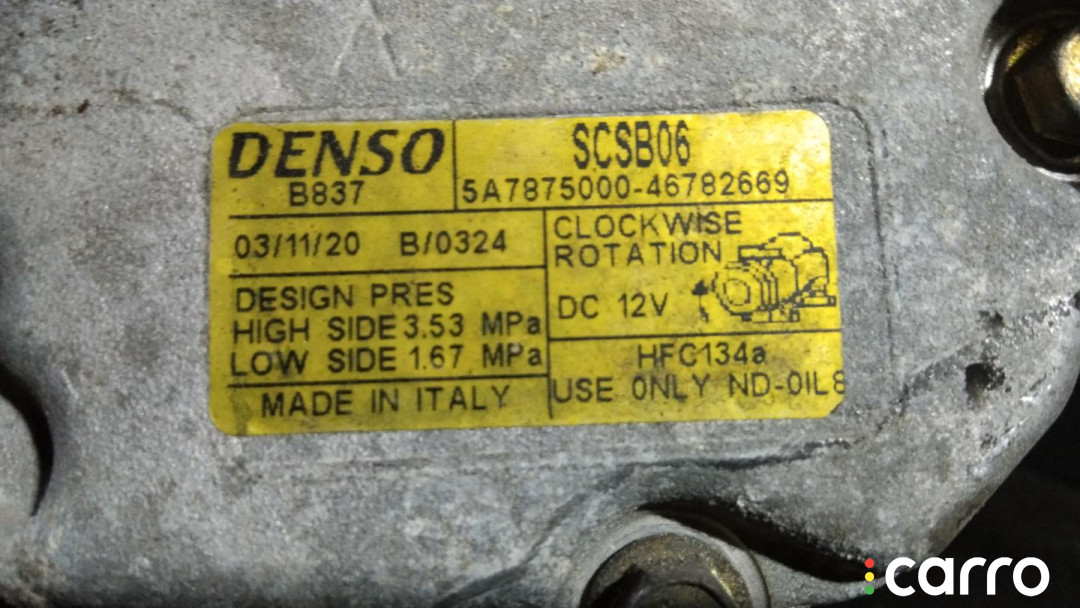 DENSO
B837
SCSB06
5A7875000-46782669
03/11/20 B/0324
CLOCKWISE
ROTATION
DC 12V
DESIGN PRES
HIGH SIDE 3.53 MPa
LOW SIDE 1.67 MPa
MADE IN ITALY
HFC134a
USE ONLY ND-OIL8
carro